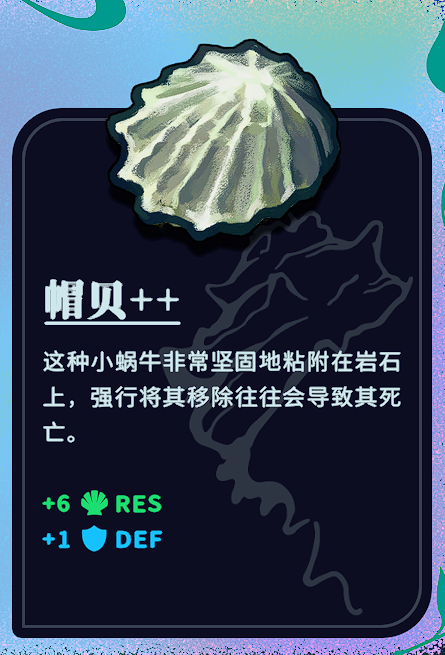 帽贝++
这种小蜗牛非常坚固地粘附在岩石
上，强行将其移除往往会导致其死
亡。
+6 RES
+1 DEF